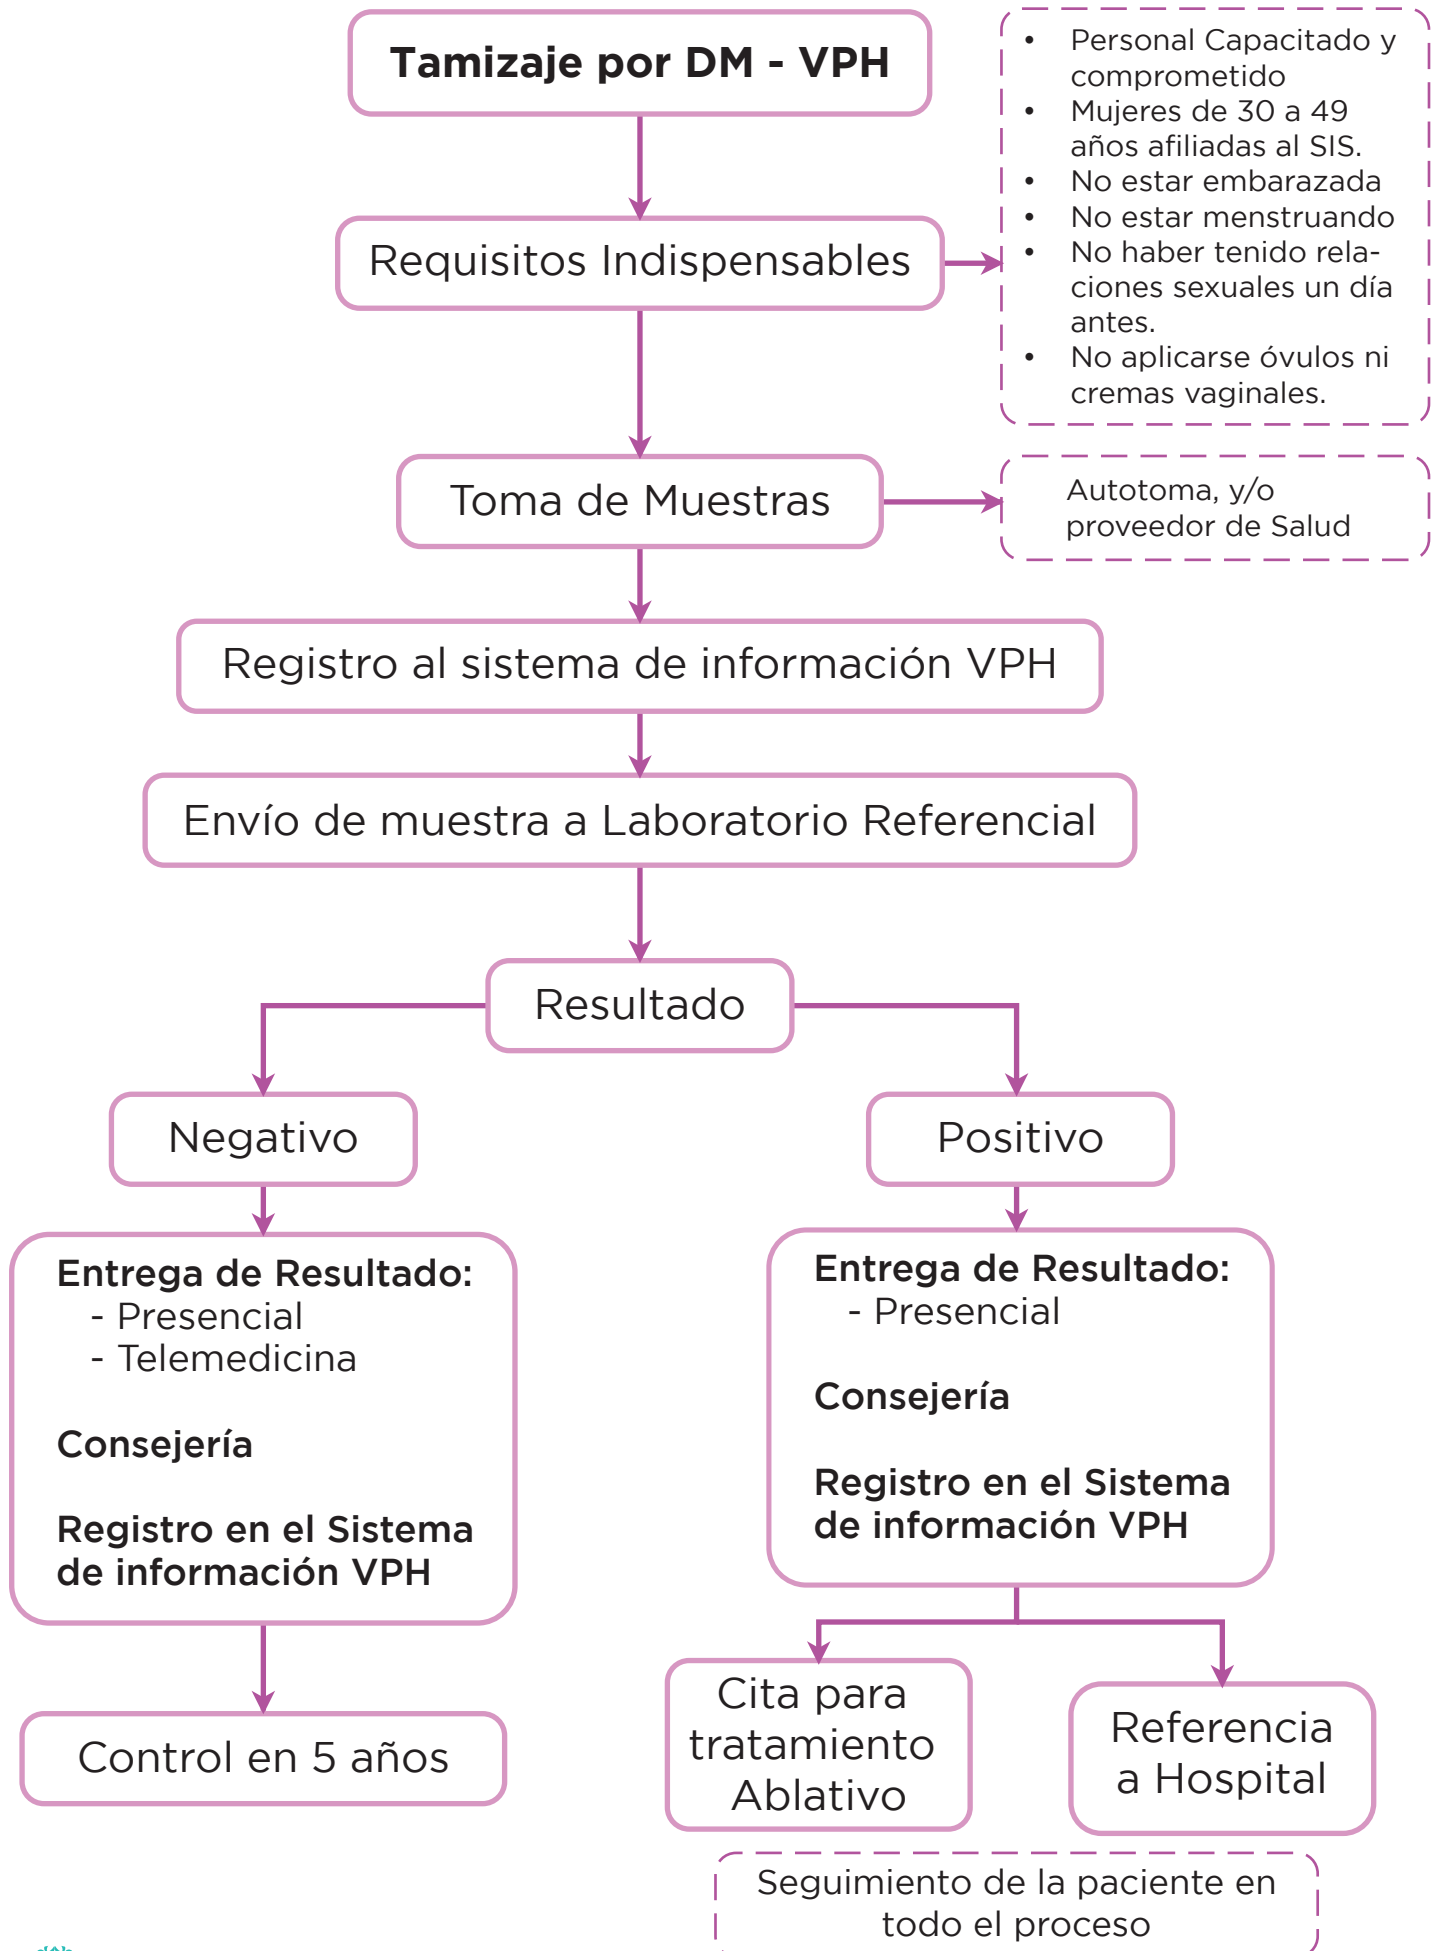 Tamizaje por DM - VPH
• Personal Capacitado y
comprometido
• Mujeres de 30 a 49
años afiliadas al SIS.
• No estar embarazada
• No estar menstruando
• No haber tenido rela-
ciones sexuales un día
antes.
• No aplicarse óvulos ni
cremas vaginales.
Requisitos Indispensables
Toma de Muestras
Autotoma, y/o
proveedor de Salud
Registro al sistema de información VPH
Envío de muestra a Laboratorio Referencial
Resultado
Negativo
Entrega de Resultado:
- Presencial
- Telemedicina
Consejería
Registro en el Sistema
de información VPH
Control en 5 años
Positivo
Entrega de Resultado:
- Presencial
Consejería
Registro en el Sistema
de información VPH
Cita para
tratamiento
Ablativo
Referencia
a Hospital
Seguimiento de la paciente en
todo el proceso